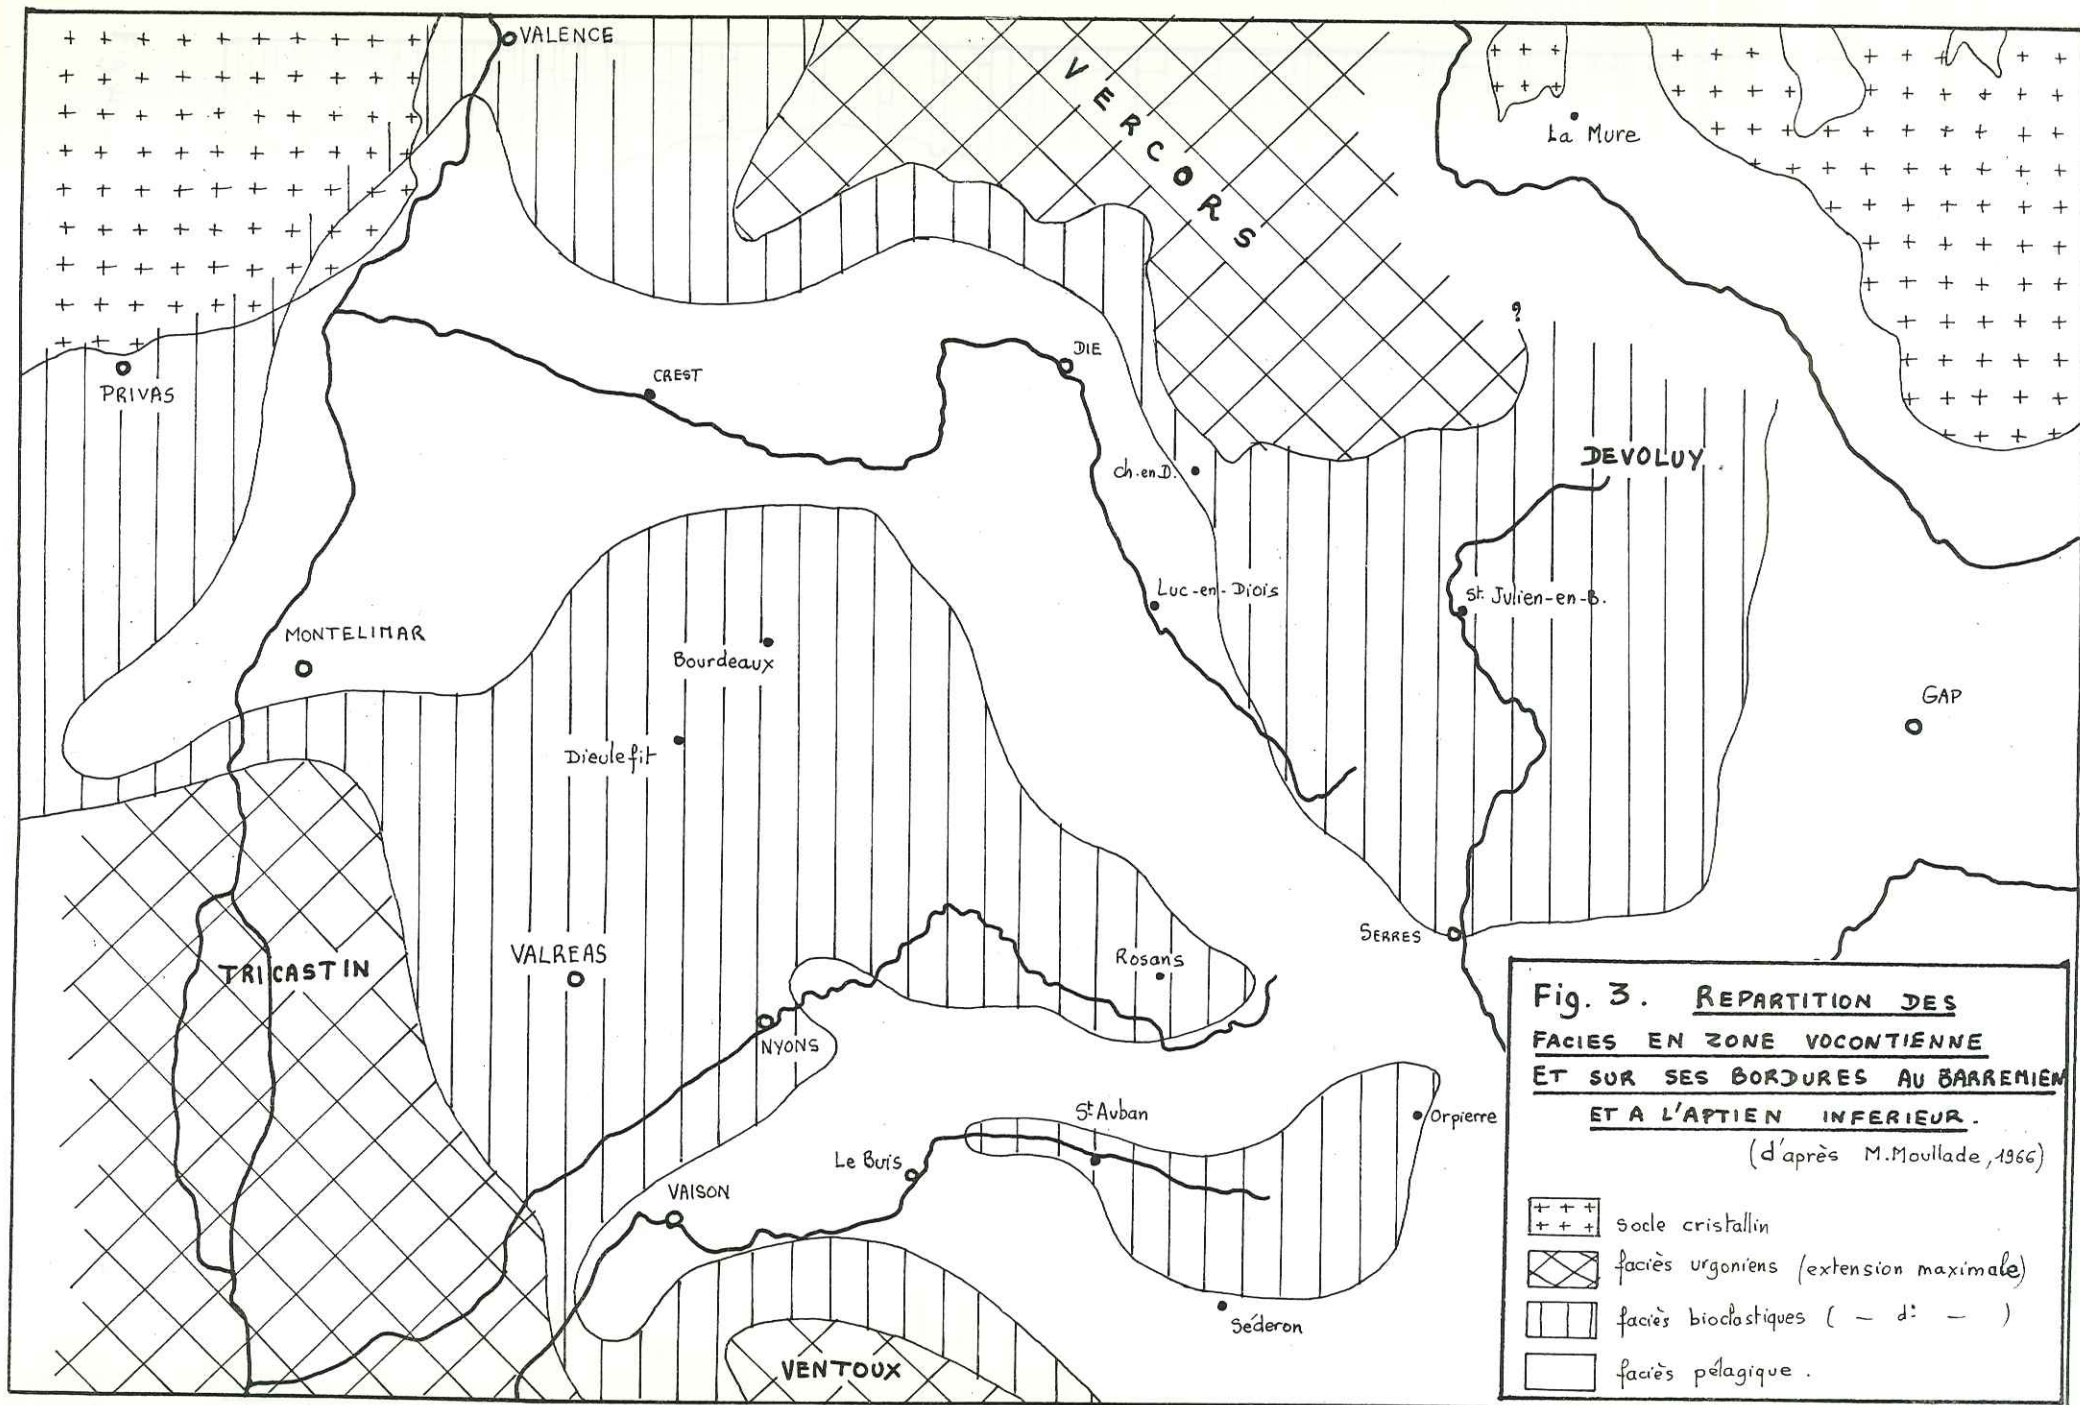 VALENCE
VERCORS
La Mure
?
PRIVAS
CREST
DIE
DEVOLUY.
Ch.en D.
Luc-en-Diois
St Julien-en-B.
MONTELIMAR
Bourdeaux
GAP
Dieulefit
SERRES
TRICASTIN
VALREAS
Rosans
NYONS
St Auban
Orpierre
Le Buis
VAISON
Séderon
VENTOUX
Fig. 3. REPARTITION DES
FACIES EN ZONE VOCONTIENNE
ET SUR SES BORDURES AU BARREMIEN
ET A L'APTIEN INFERIEUR.
(d'après M. Moullade, 1966)
socle cristallin
faciès urgoniens (extension maximale)
faciès bioclastiques ( — d: — )
faciès pélagique.